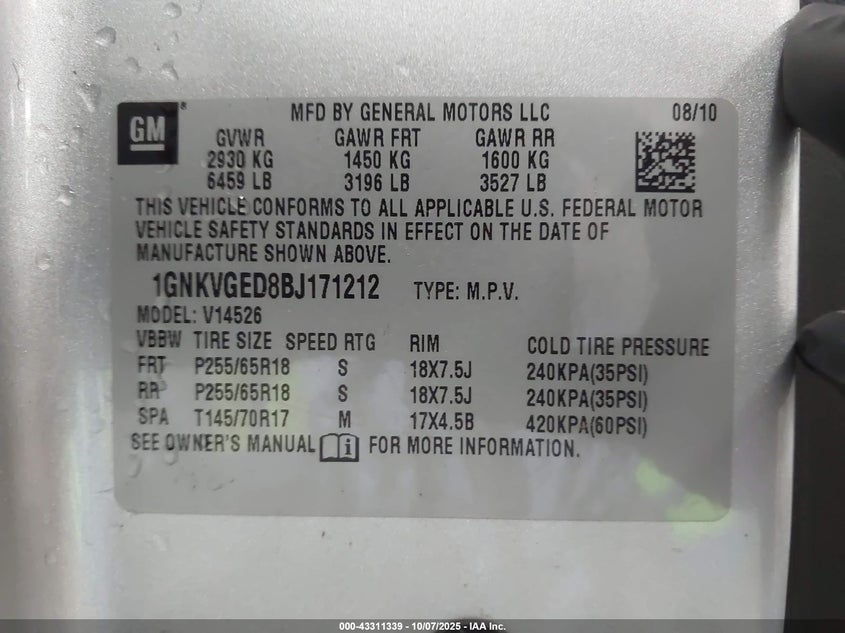 GM
MFD BY GENERAL MOTORS LLC 08/10
GVWR GAWR FRT GAWR RR
2930 KG 1450 KG 1600 KG
6459 LB 3196 LB 3527 LB
THIS VEHICLE CONFORMS TO ALL APPLICABLE U.S. FEDERAL MOTOR
VEHICLE SAFETY STANDARDS IN EFFECT ON THE DATE OF
MANUFACTURE SHOWN ABOVE.
1GNKVGED8BJ171212 TYPE: M.P.V.
MODEL: V14526
VBBW TIRE SIZE SPEED RTG RIM COLD TIRE PRESSURE
FRT P255/65R18 S 18X7.5J 240KPA(35PSI)
RR P255/65R18 S 18X7.5J 240KPA(35PSI)
SPA T145/70R17 M 17X4.5B 420KPA(60PSI)
SEE OWNER'S MANUAL FOR MORE INFORMATION.
000-43311339 - 10/07/2025 - IAA Inc.